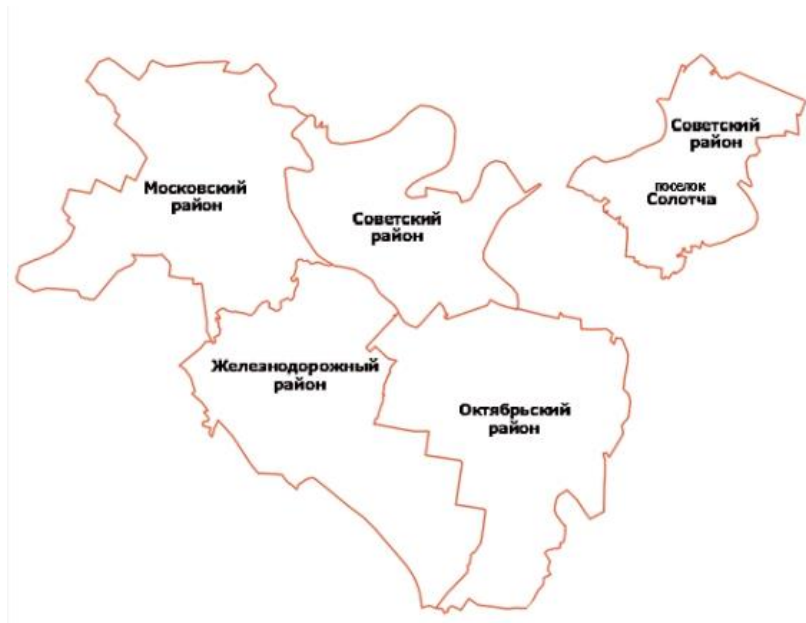 Советский
район
поселок
Солотча
Московский
район
Советский
район
Железнодорожный
район
Октябрьский
район